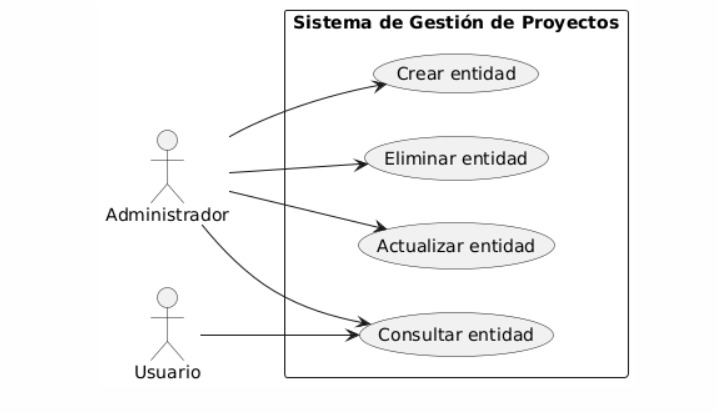 Sistema de Gestión de Proyectos
Crear entidad
Eliminar entidad
Administrador
Actualizar entidad
Consultar entidad
Usuario